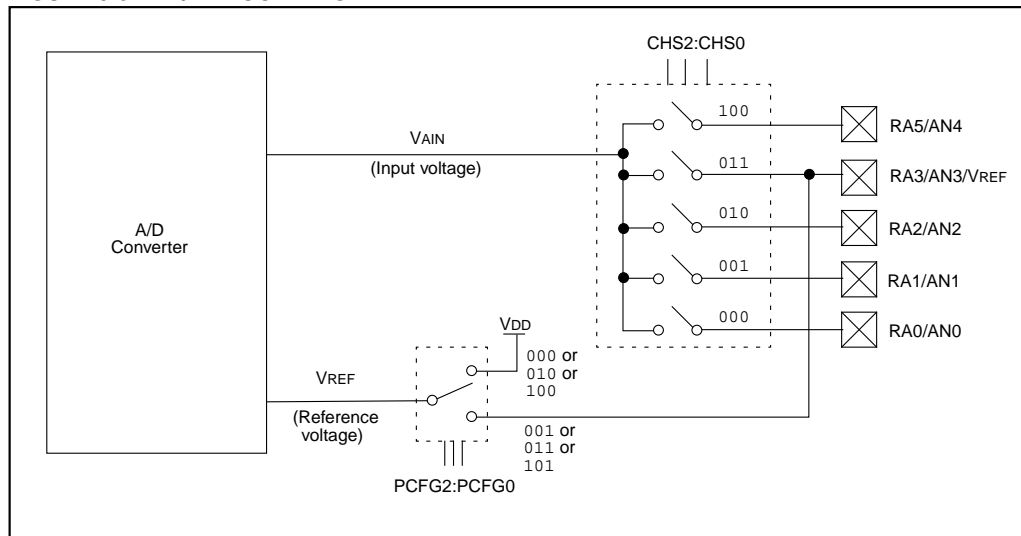 CHS2:CHS0
100
RA5/AN4
VAIN
(Input voltage)
011
RA3/AN3/VREF
A/D
Converter
010
RA2/AN2
001
RA1/AN1
000
RA0/AN0
VDD
000 or
010 or
100
VREF
(Reference
voltage)
001 or
011 or
101
PCFG2:PCFG0